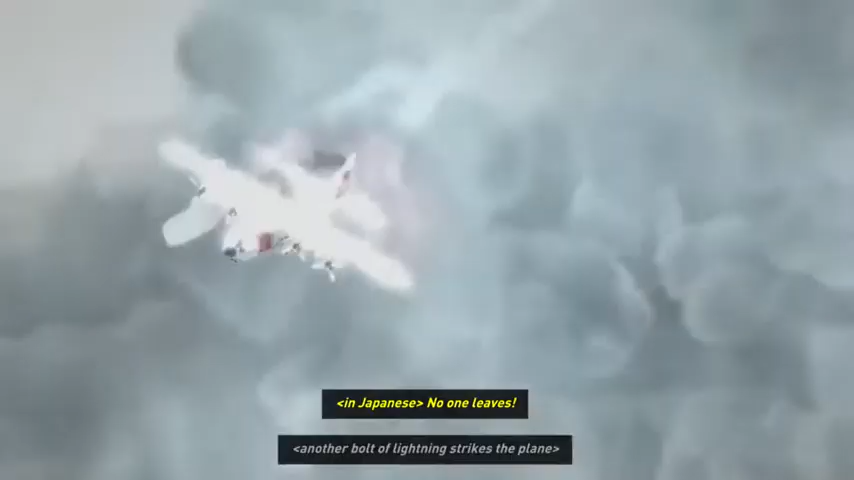 <in Japanese> No one leaves!
<another bolt of lightning strikes the plane>